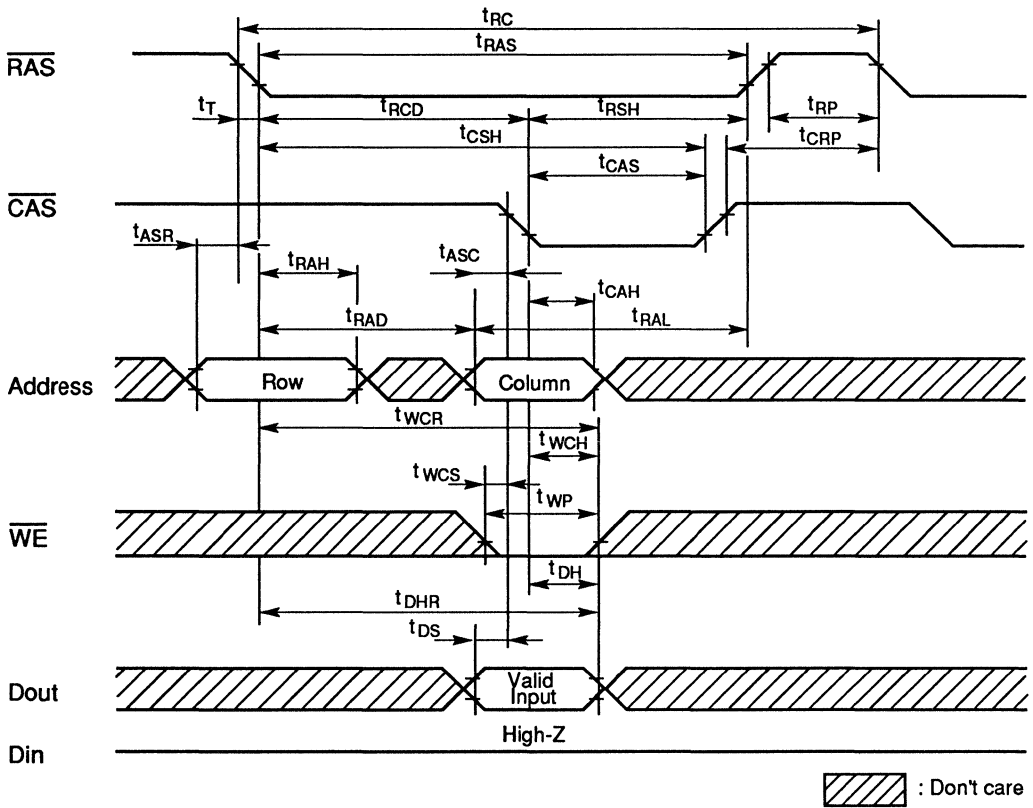 tRC
RAS
tRAS
tT
tRCD
tRSH
tRP
tCSH
tCRP
tCAS
CAS
tASR
tASC
tRAH
tCAH
tRAD
tRAL
Address
Row
Column
tWCR
tWCH
tWCS
tWP
WE
tDH
tDHR
tDS
Dout
Valid
Input
High-Z
Din
: Don't care